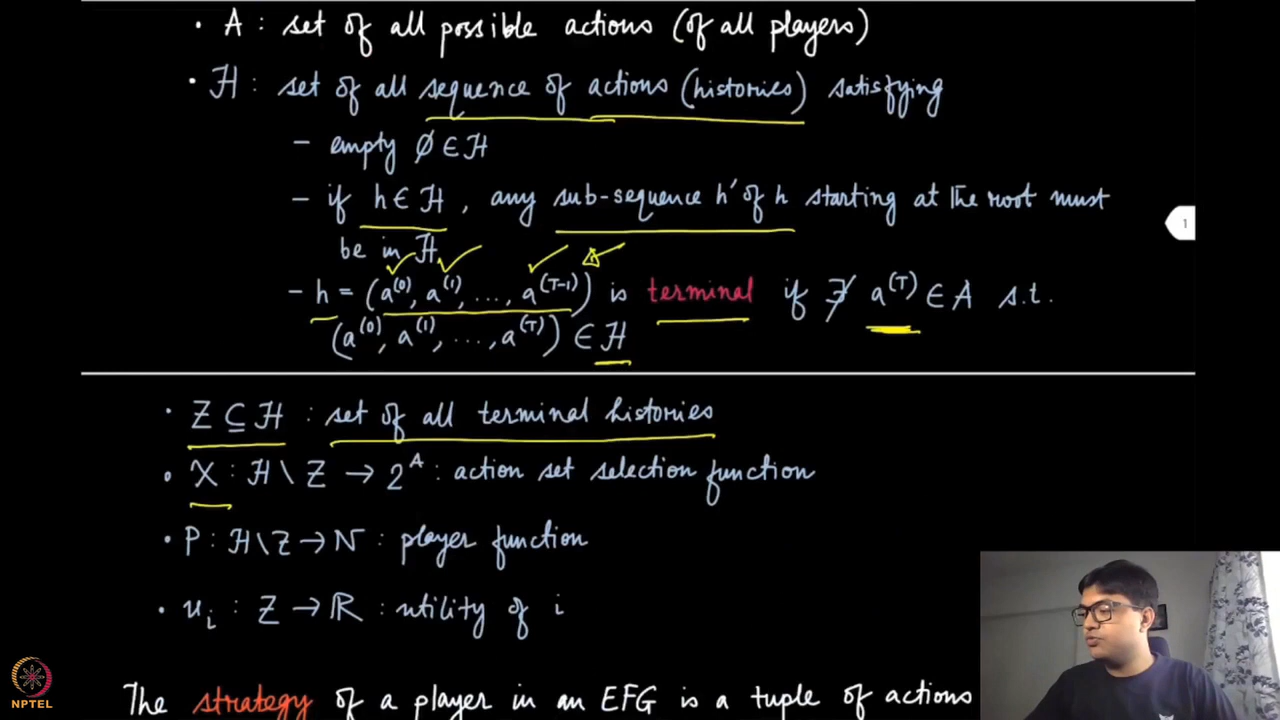 • A : set of all possible actions (of all players)
• ℋ : set of all sequence of actions (histories) satisfying
– empty ∅ ∈ ℋ
– if h ∈ ℋ, any sub-sequence h' of h starting at the root must
be in ℋ
– h = (a^(0), a^(1), ..., a^(T-1)) is terminal if ∄ a^(T) ∈ A s.t.
(a^(0), a^(1), ..., a^(T)) ∈ ℋ
• Z ⊆ ℋ : set of all terminal histories
• X : ℋ \ Z → 2^A : action set selection function
• P : ℋ \ Z → N : player function
• u_i : Z → ℝ : utility of i
The strategy of a player in an EFG is a tuple of actions
1
NPTEL